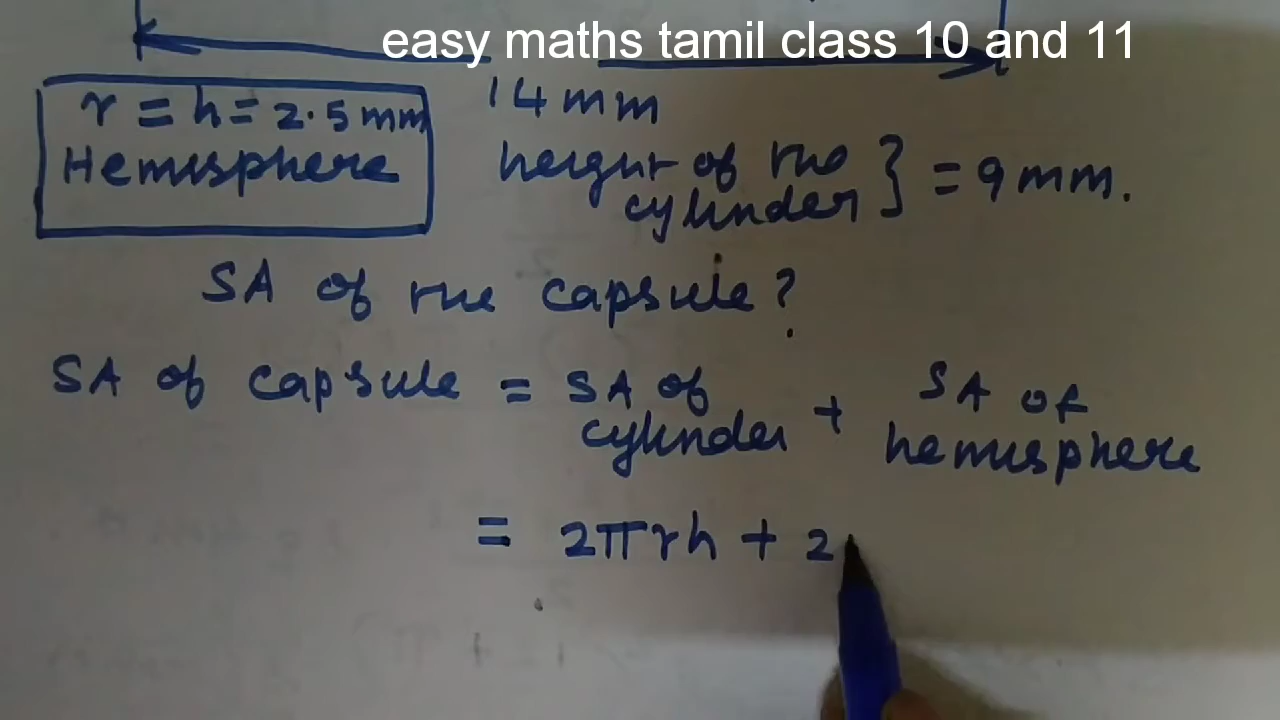 easy maths tamil class 10 and 11
14 mm
r = h = 2.5 mm
Hemisphere
height of the
cylinder } = 9 mm.
SA of the capsule?
SA of capsule = SA of cylinder + SA of hemisphere
= 2πrh + 2